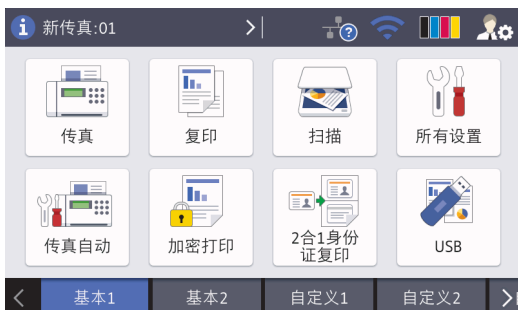 新传真:01
传真
复印
扫描
所有设置
传真自动
加密打印
2合1身份
证复印
USB
基本1
基本2
自定义1
自定义2